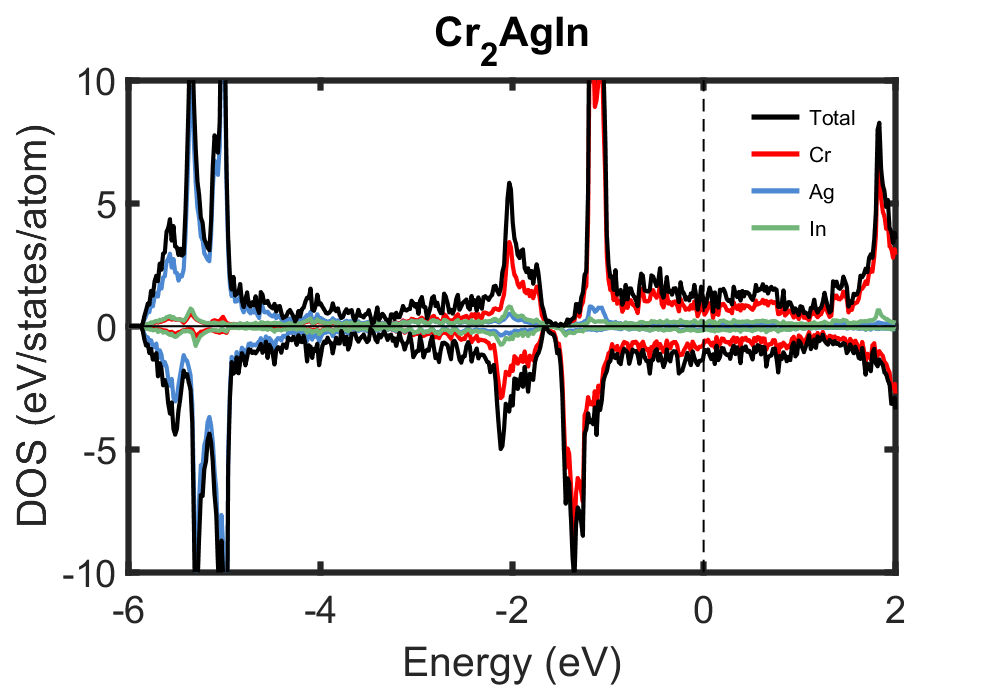 Cr2AgIn
DOS (eV/states/atom)
10
5
0
-5
-10
Total
Cr
Ag
In
-6
-4
-2
0
2
Energy (eV)